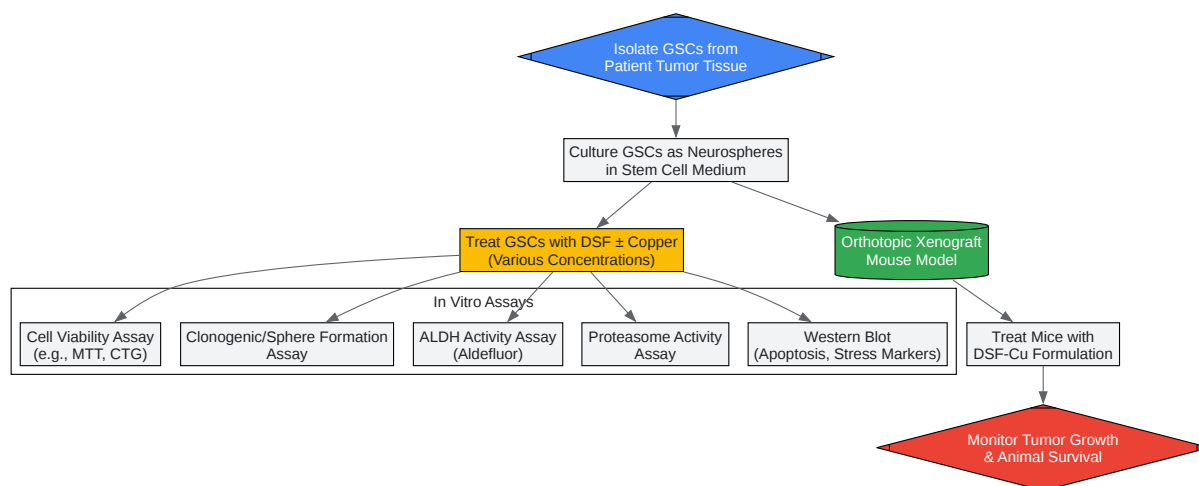 Isolate GSCs from
Patient Tumor Tissue
Culture GSCs as Neurospheres
in Stem Cell Medium
Treat GSCs with DSF ± Copper
(Various Concentrations)
Orthotopic Xenograft
Mouse Model
In Vitro Assays
Cell Viability Assay
(e.g., MTT, CTG)
Clonogenic/Sphere Formation
Assay
ALDH Activity Assay
(Aldefluor)
Proteasome Activity
Assay
Western Blot
(Apoptosis, Stress Markers)
Treat Mice with
DSF-Cu Formulation
Monitor Tumor Growth
& Animal Survival